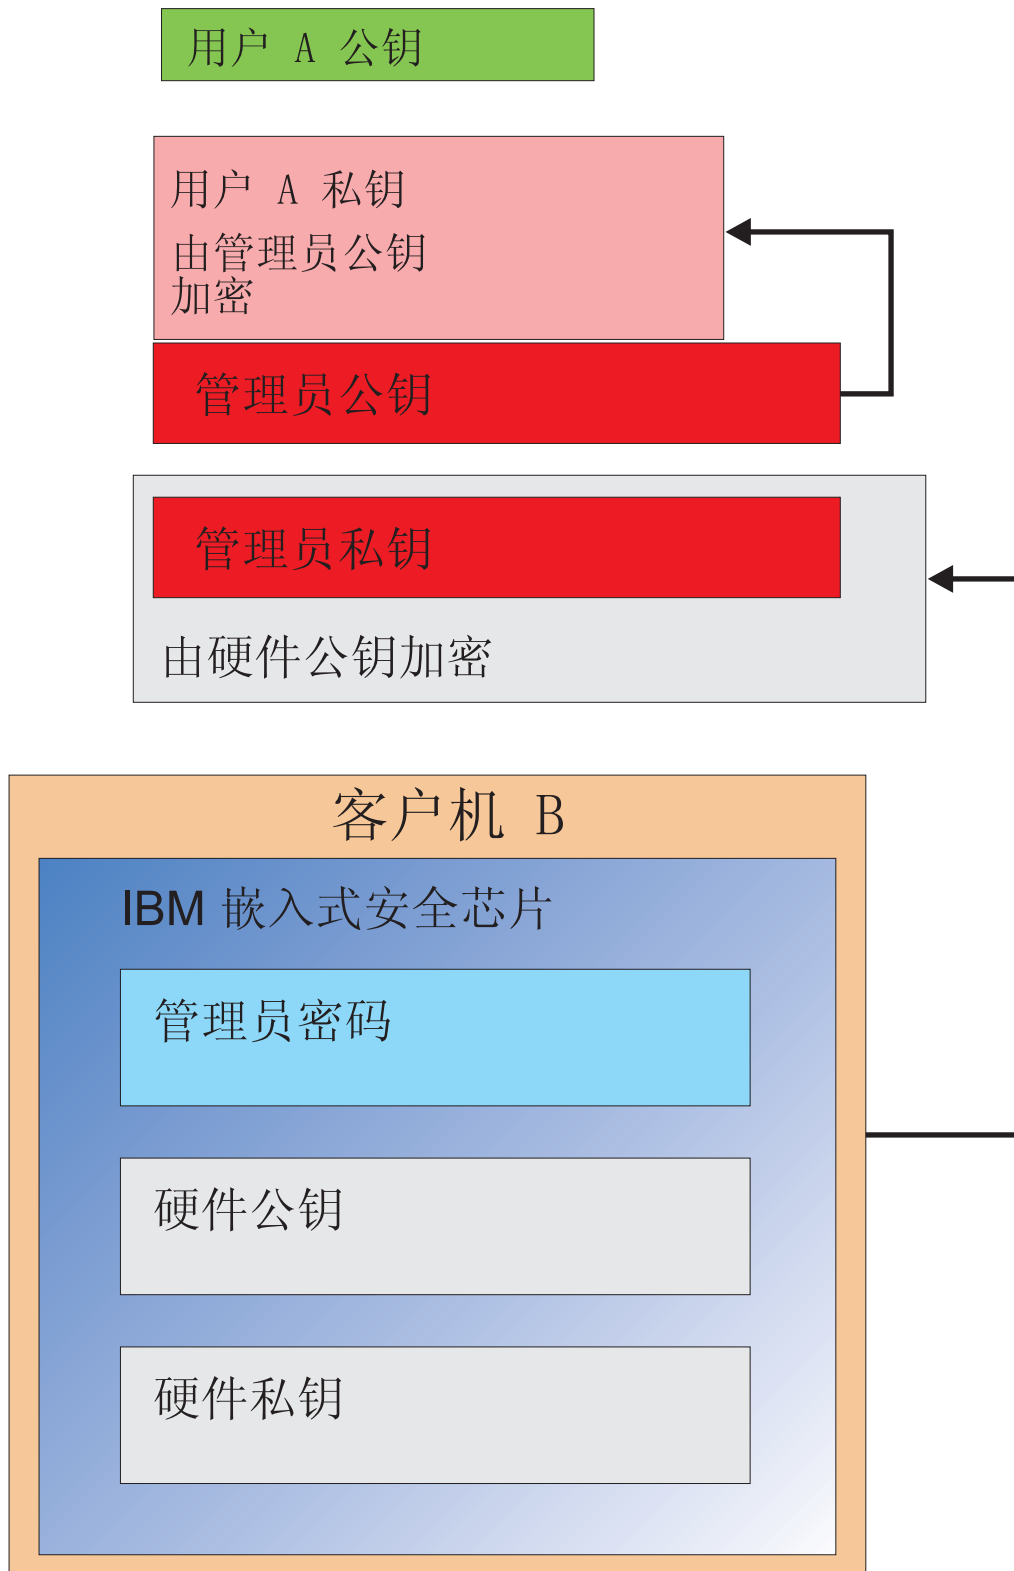 用户 A 公钥
用户 A 私钥
由管理员公钥
加密
管理员公钥
管理员私钥
由硬件公钥加密
客户机 B
IBM 嵌入式安全芯片
管理员密码
硬件公钥
硬件私钥